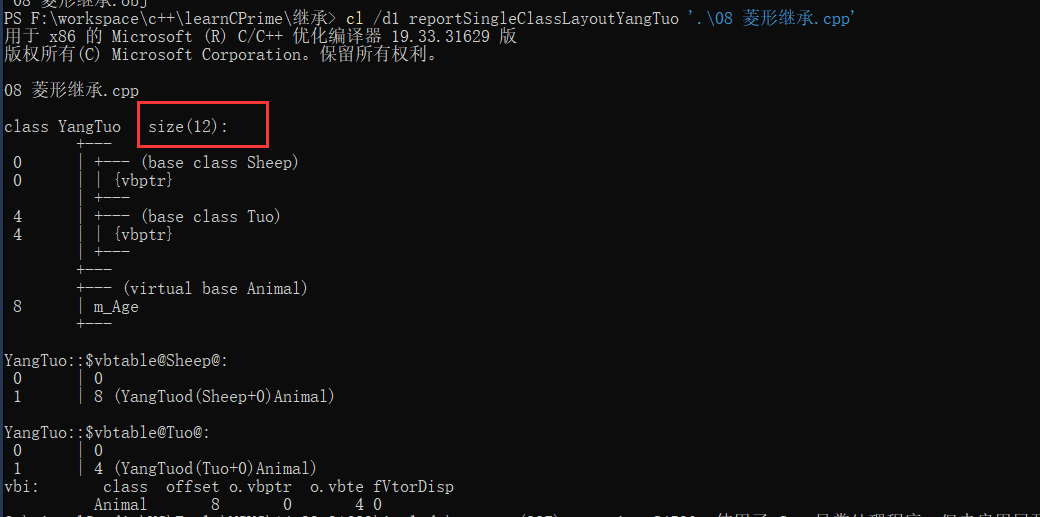 08 菱形继承.obj
PS F:\workspace\c++\learnCPrime\继承> cl /d1 reportSingleClassLayoutYangTuo '.\08 菱形继承.cpp'
用于 x86 的 Microsoft (R) C/C++ 优化编译器 19.33.31629 版
版权所有(C) Microsoft Corporation。保留所有权利。
08 菱形继承.cpp
class YangTuo size(12):
+---
0 | +--- (base class Sheep)
0 | | {vbptr}
| +---
4 | +--- (base class Tuo)
4 | | {vbptr}
| +---
+---
+--- (virtual base Animal)
8 | m_Age
+---
YangTuo::$vbtable@Sheep@:
0 | 0
1 | 8 (YangTuod(Sheep+0)Animal)
YangTuo::$vbtable@Tuo@:
0 | 0
1 | 4 (YangTuod(Tuo+0)Animal)
vbi: class offset o.vbptr o.vbte fVtorDisp
Animal 8 0 4 0